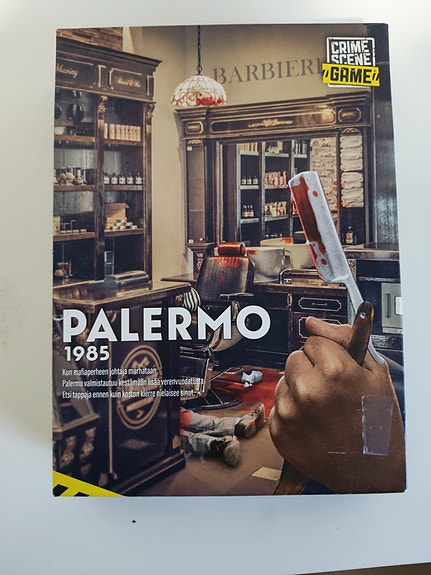 BARBIERE
CRIME
SCENE
GAME
PALERMO
1985
Kun mafiaperheen johtaja murhataan,
Palermo valmistautuu kestämään lisää verenvuodatusta.
Etsi tappaja ennen kuin koston kierre nielaisee sinut.